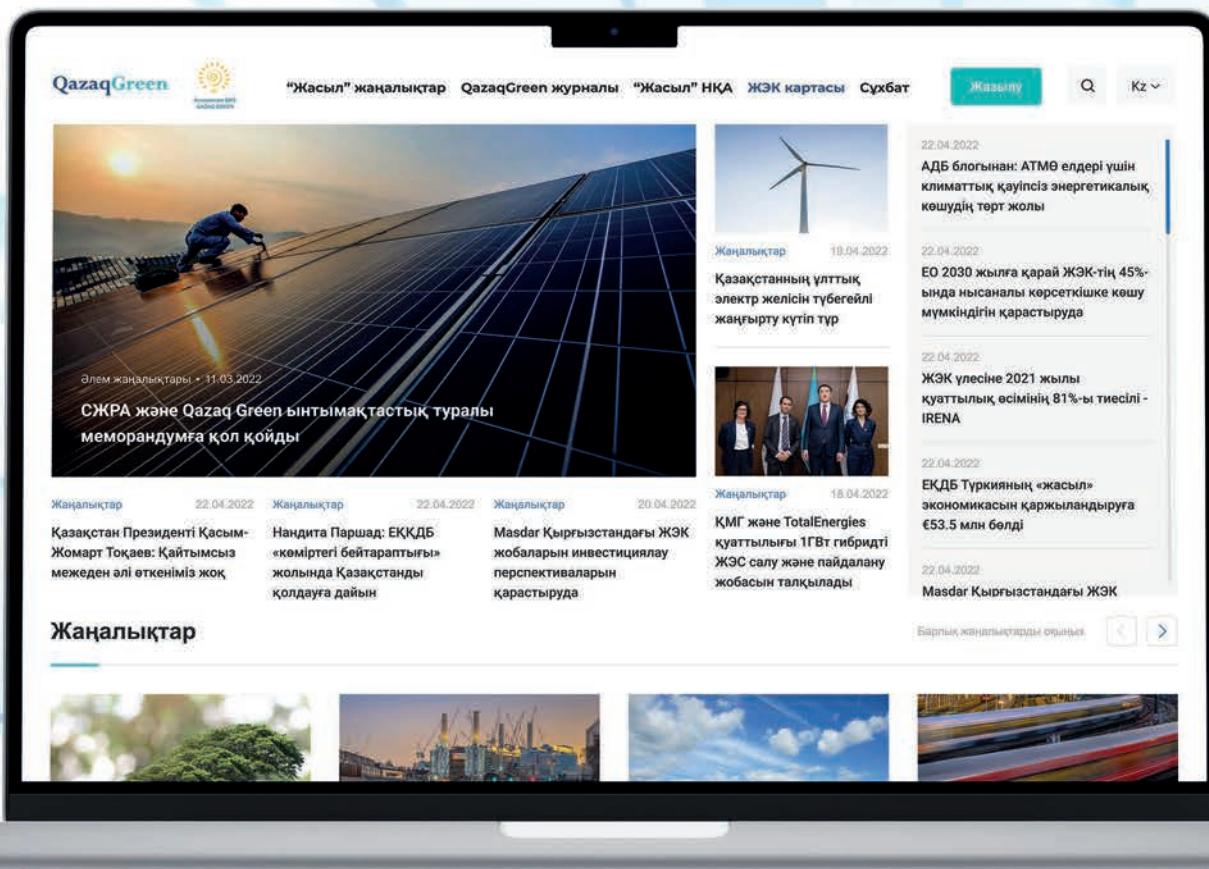 QazaqGreen
QAZAQ GREEN
"Жасыл" жаңалықтар
QazaqGreen журналы
"Жасыл" НҚА
ЖЭК картасы
Сұхбат
Жазылу
Kz
Әлем жаңалықтары • 11.03.2022
СЖРА және Qazaq Green ынтымақтастық туралы
меморандумға қол қойды
Жаңалықтар 22.04.2022
Қазақстан Президенті Қасым-
Жомарт Тоқаев: Қайтымсыз
межеден әлі өткеніміз жоқ
Жаңалықтар 22.04.2022
Нандита Паршад: ЕҚҚДБ
«көміртегі бейтараптығы»
жолында Қазақстанды
қолдауға дайын
Жаңалықтар 20.04.2022
Masdar Қырғызстандағы ЖЭК
жобаларын инвестициялау
перспективаларын
қарастыруда
Жаңалықтар 19.04.2022
Қазақстанның ұлттық
электр желісін түбегейлі
жаңғырту күтіп тұр
Жаңалықтар 18.04.2022
ҚМГ және TotalEnergies
қуаттылығы 1ГВт гибридті
ЖЭС салу және пайдалану
жобасын талқылады
22.04.2022
АДБ блогынан: АТМӨ елдері үшін
климаттық қауіпсіз энергетикалық
көшудің төрт жолы
22.04.2022
ЕО 2030 жылға қарай ЖЭК-тің 45%-
ында нысаналы көрсеткішке көшу
мүмкіндігін қарастыруда
22.04.2022
ЖЭК үлесіне 2021 жылы
қуаттылық өсімінің 81%-ы тиесілі -
IRENA
22.04.2022
ЕҚДБ Түркияның «жасыл»
экономикасын қаржыландыруға
€53.5 млн бөлді
22.04.2022
Masdar Қырғызстандағы ЖЭК
Жаңалықтар
Барлық жаңалықтарды оқыңыз